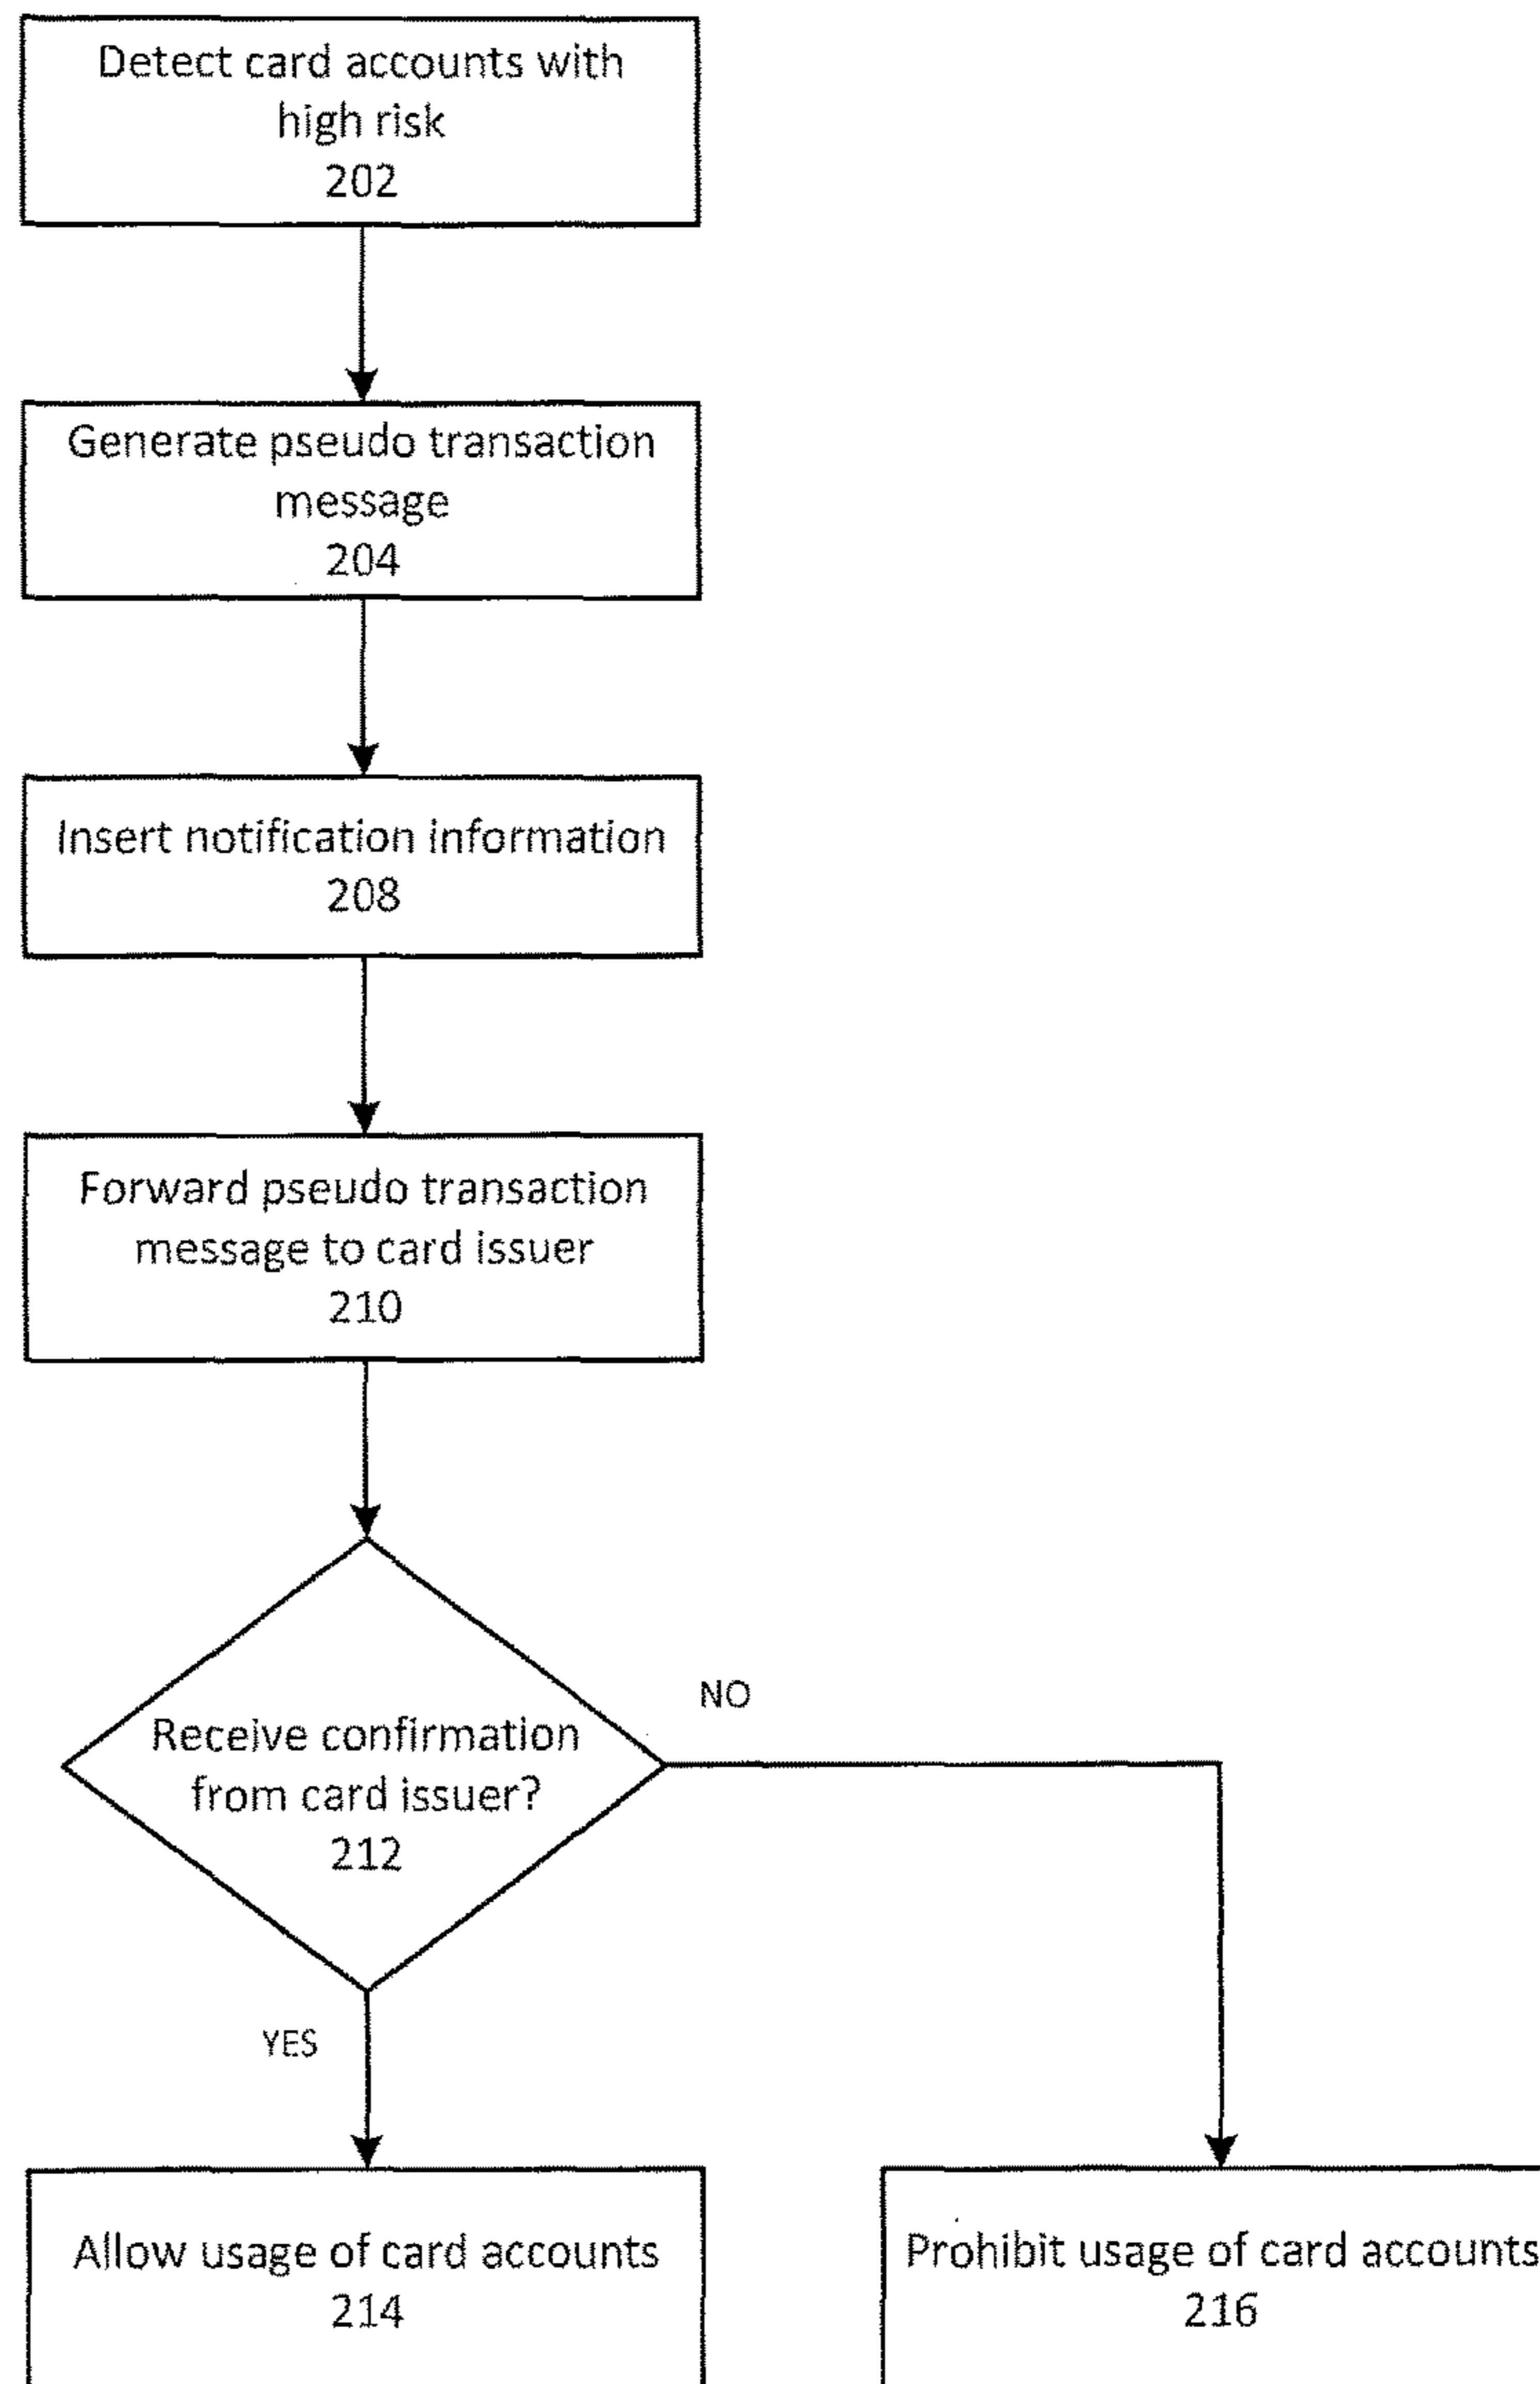 Detect card accounts with
high risk
202
Generate pseudo transaction
message
204
Insert notification information
208
Forward pseudo transaction
message to card issuer
210
NO
Receive confirmation
from card issuer?
212
YES
Allow usage of card accounts
214
Prohibit usage of card accounts
216